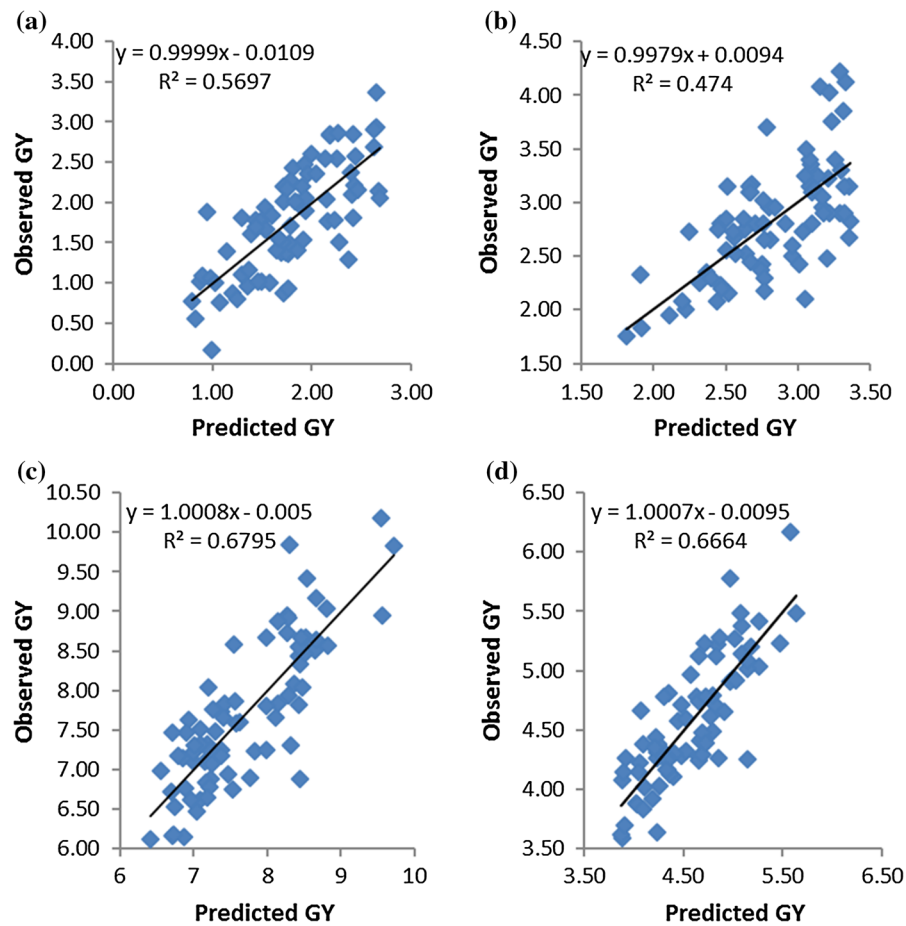 (a)
y = 0.9999x - 0.0109
R² = 0.5697
4.00
3.50
3.00
2.50
2.00
1.50
1.00
0.50
0.00
Observed GY
0.00 1.00 2.00 3.00
Predicted GY
(b)
y = 0.9979x + 0.0094
R² = 0.474
4.50
4.00
3.50
3.00
2.50
2.00
1.50
Observed GY
1.50 2.00 2.50 3.00 3.50
Predicted GY
(c)
y = 1.0008x - 0.005
R² = 0.6795
10.50
10.00
9.50
9.00
8.50
8.00
7.50
7.00
6.50
6.00
Observed GY
6 7 8 9 10
Predicted GY
(d)
y = 1.0007x - 0.0095
R² = 0.6664
6.50
6.00
5.50
5.00
4.50
4.00
3.50
Observed GY
3.50 4.50 5.50 6.50
Predicted GY